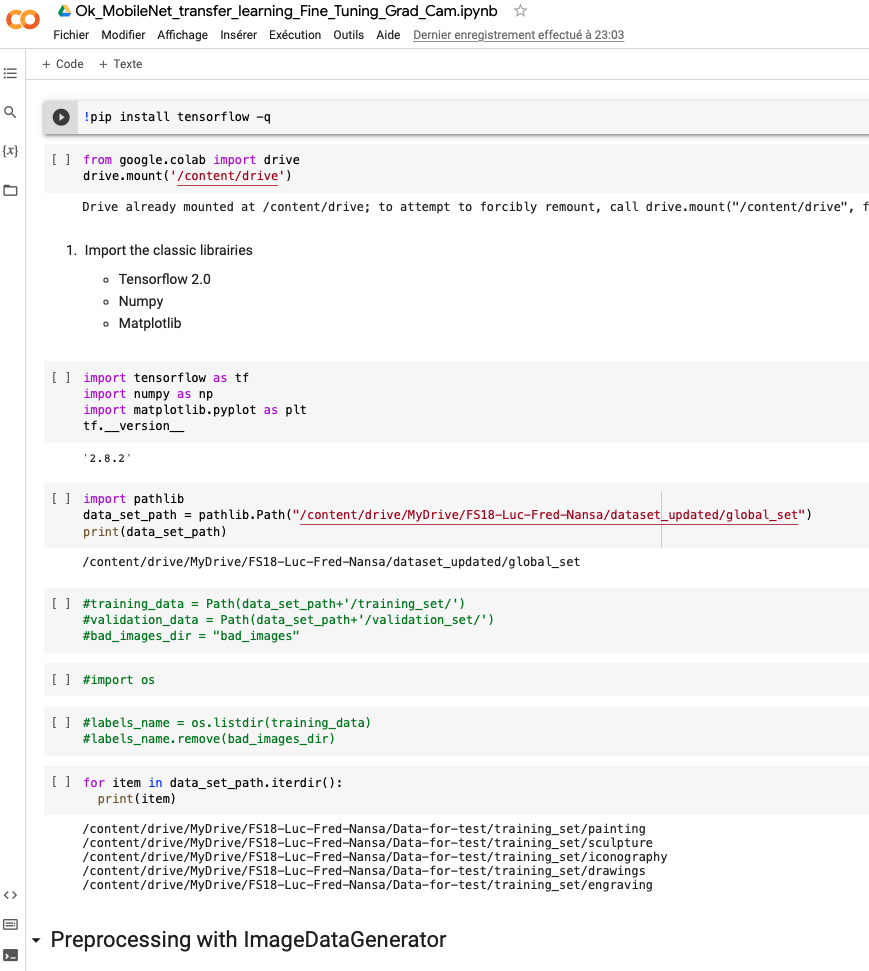 Ok_MobileNet_transfer_learning_Fine_Tuning_Grad_Cam.ipynb
Fichier Modifier Affichage Insérer Exécution Outils Aide Dernier enregistrement effectué à 23:03
+ Code + Texte
!pip install tensorflow -q
[ ] from google.colab import drive
drive.mount('/content/drive')
Drive already mounted at /content/drive; to attempt to forcibly remount, call drive.mount("/content/drive", f
1. Import the classic librairies
Tensorflow 2.0
Numpy
Matplotlib
[ ] import tensorflow as tf
import numpy as np
import matplotlib.pyplot as plt
tf.__version__
'2.8.2'
[ ] import pathlib
data_set_path = pathlib.Path("/content/drive/MyDrive/FS18-Luc-Fred-Nansa/dataset_updated/global_set")
print(data_set_path)
/content/drive/MyDrive/FS18-Luc-Fred-Nansa/dataset_updated/global_set
[ ] #training_data = Path(data_set_path+'/training_set/')
#validation_data = Path(data_set_path+'/validation_set/')
#bad_images_dir = "bad_images"
[ ] #import os
[ ] #labels_name = os.listdir(training_data)
#labels_name.remove(bad_images_dir)
[ ] for item in data_set_path.iterdir():
print(item)
/content/drive/MyDrive/FS18-Luc-Fred-Nansa/Data-for-test/training_set/painting
/content/drive/MyDrive/FS18-Luc-Fred-Nansa/Data-for-test/training_set/sculpture
/content/drive/MyDrive/FS18-Luc-Fred-Nansa/Data-for-test/training_set/iconography
/content/drive/MyDrive/FS18-Luc-Fred-Nansa/Data-for-test/training_set/drawings
/content/drive/MyDrive/FS18-Luc-Fred-Nansa/Data-for-test/training_set/engraving
Preprocessing with ImageDataGenerator